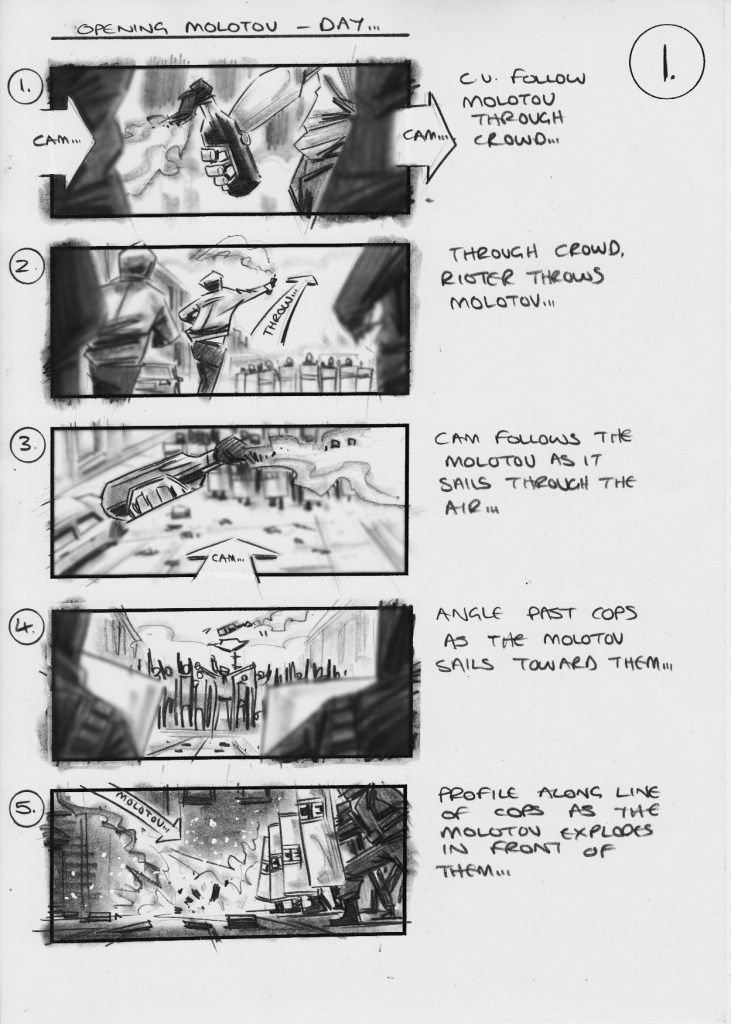 OPENING MOLOTOV – DAY...
1.
1.
CAM...
CAM...
C.U. FOLLOW
MOLOTOV
THROUGH
CROWD...
2.
THROW...
THROUGH CROWD,
RIOTER THROWS
MOLOTOV...
3.
CAM...
CAM FOLLOWS THE
MOLOTOV AS IT
SAILS THROUGH THE
AIR...
4.
ANGLE PAST COPS
AS THE MOLOTOV
SAILS TOWARD THEM...
5.
MOLOTOV...
PROFILE ALONG LINE
OF COPS AS THE
MOLOTOV EXPLODES
IN FRONT OF
THEM...